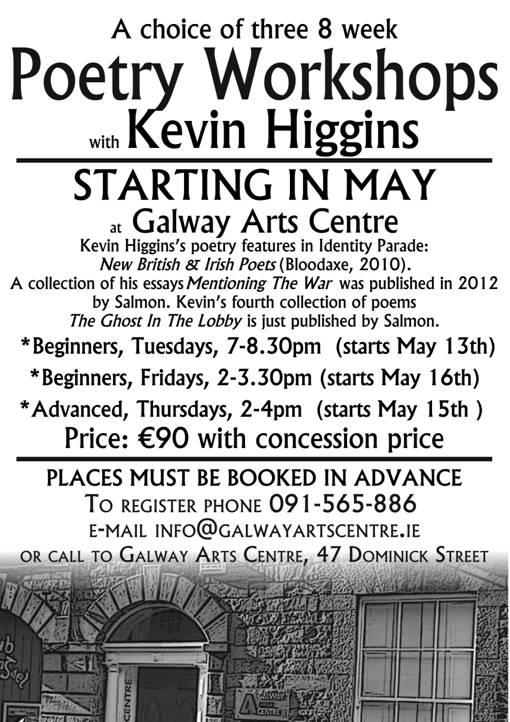 A choice of three 8 week
Poetry Workshops
with Kevin Higgins
STARTING IN MAY
at Galway Arts Centre
Kevin Higgins's poetry features in Identity Parade:
New British & Irish Poets (Bloodaxe, 2010).
A collection of his essays Mentioning The War was published in 2012
by Salmon. Kevin's fourth collection of poems
The Ghost In The Lobby is just published by Salmon.
*Beginners, Tuesdays, 7-8.30pm (starts May 13th)
*Beginners, Fridays, 2-3.30pm (starts May 16th)
*Advanced, Thursdays, 2-4pm (starts May 15th )
Price: €90 with concession price
PLACES MUST BE BOOKED IN ADVANCE
TO REGISTER PHONE 091-565-886
E-MAIL INFO@GALWAYARTSCENTRE.IE
OR CALL TO GALWAY ARTS CENTRE, 47 DOMINICK STREET
CENTRE
CENTRE